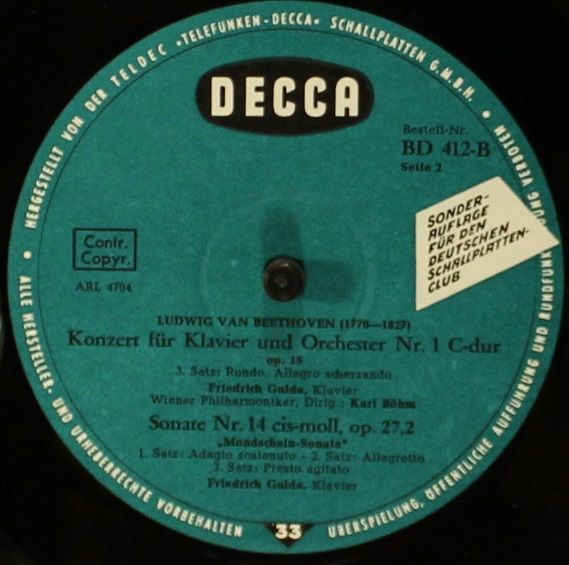 HERGESTELLT VON DER TELDEC »TELEFUNKEN-DECCA« SCHALLPLATTEN G.M.B.H.
DECCA
Bestell-Nr.
BD 412-B
Seite 2
SONDER-
AUFLAGE
FÜR DEN
DEUTSCHEN
SCHALLPLATTEN-
CLUB
Contr.
Copyr.
ARL 4704
LUDWIG VAN BEETHOVEN (1770—1827)
Konzert für Klavier und Orchester Nr. 1 C-dur
op. 15
3. Satz: Rondo, Allegro scherzando
Friedrich Gulda, Klavier
Wiener Philharmoniker, Dirig.: Karl Böhm
Sonate Nr. 14 cis-moll, op. 27,2
„Mondschein-Sonate“
1. Satz: Adagio sostenuto - 2. Satz: Allegretto
3. Satz: Presto agitato
Friedrich Gulda, Klavier
33
ALLE HERSTELLER- UND URHEBERRECHTE VORBEHALTEN
ÜBERSPIELUNG, ÖFFENTLICHE AUFFÜHRUNG UND RUNDFUNK UNG VERBOTEN